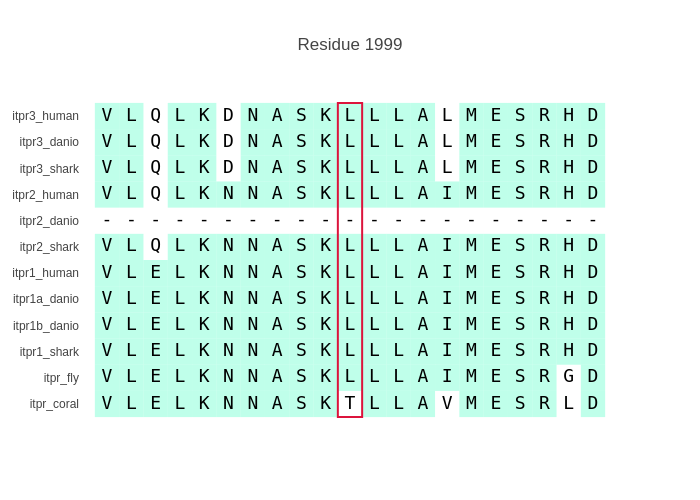 Residue 1999
itpr3_human V L Q L K D N A S K L L L A L M E S R H D
itpr3_danio V L Q L K D N A S K L L L A L M E S R H D
itpr3_shark V L Q L K D N A S K L L L A L M E S R H D
itpr2_human V L Q L K N N A S K L L L A I M E S R H D
itpr2_danio - - - - - - - - - - - - - - - - - - - - -
itpr2_shark V L Q L K N N A S K L L L A I M E S R H D
itpr1_human V L E L K N N A S K L L L A I M E S R H D
itpr1a_danio V L E L K N N A S K L L L A I M E S R H D
itpr1b_danio V L E L K N N A S K L L L A I M E S R H D
itpr1_shark V L E L K N N A S K L L L A I M E S R H D
itpr_fly V L E L K N N A S K L L L A I M E S R G D
itpr_coral V L E L K N N A S K T L L A V M E S R L D